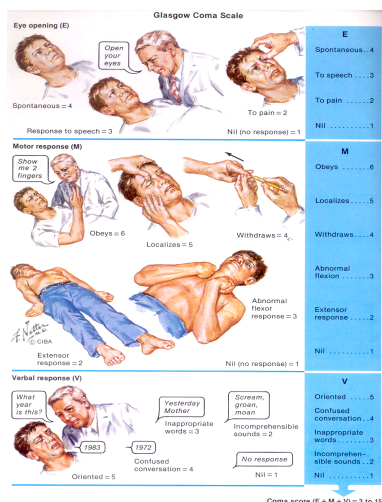 Glasgow Coma Scale
Eye opening (E)
Open
your
eyes
Spontaneous = 4
Response to speech = 3
To pain = 2
Nil (no response) = 1
E
Spontaneous..4
To speech....3
To pain ......2
Nil ..........1
Motor response (M)
Show
me 2
fingers
Obeys = 6
Localizes = 5
Withdraws = 4
Abnormal
flexor
response = 3
Extensor
response = 2
Nil (no response) = 1
F. Netter
M.D.
© CIBA
M
Obeys .......6
Localizes.....5
Withdraws....4
Abnormal
flexion ......3
Extensor
response .....2
Nil ..........1
Verbal response (V)
What
year
is this?
1983
Oriented = 5
1972
Confused
conversation = 4
Yesterday
Mother
Inappropriate
words = 3
Scream,
groan,
moan
Incomprehensible
sounds = 2
No response
Nil = 1
V
Oriented .....5
Confused
conversation..4
Inappropriate
words........3
Incomprehen-
sible sounds ..2
Nil ..........1
Coma score (E + M + V) = 3 to 15